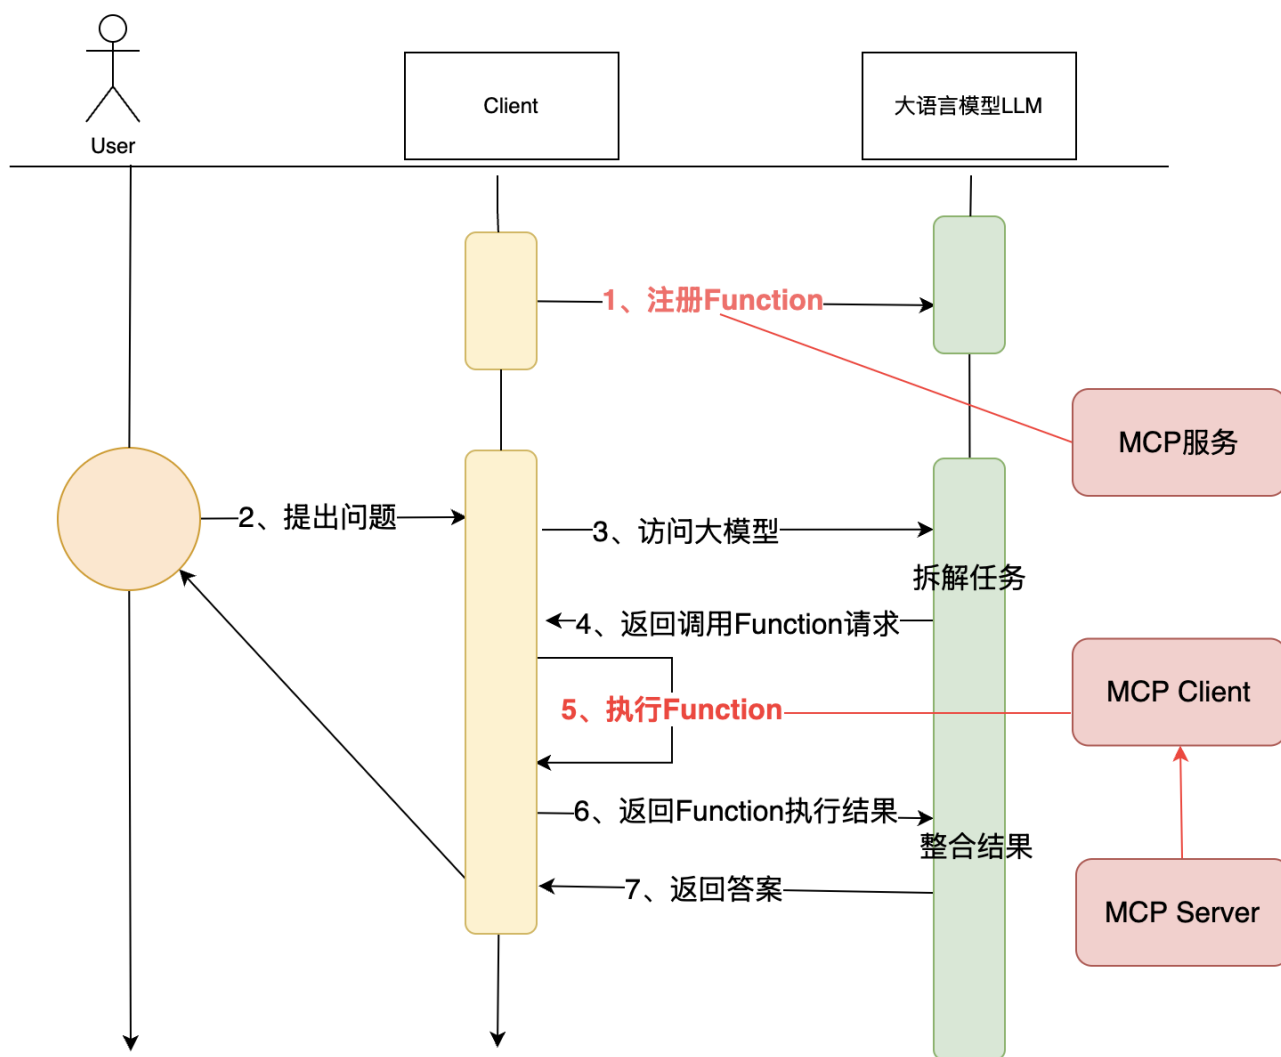 User
Client
大语言模型LLM
1、注册Function
MCP服务
2、提出问题
3、访问大模型
拆解任务
4、返回调用Function请求
MCP Client
5、执行Function
6、返回Function执行结果
整合结果
7、返回答案
MCP Server